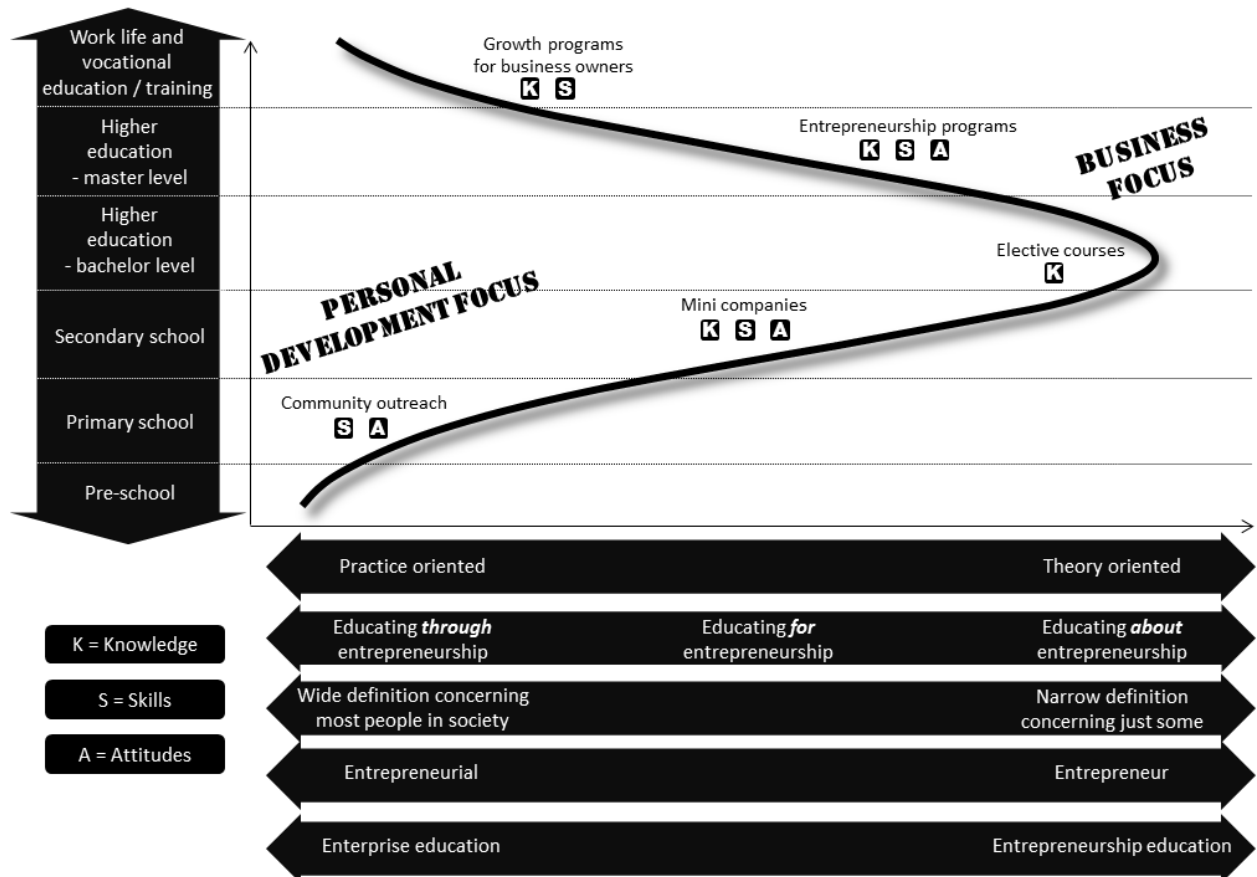 Work life and
vocational
education / training
Higher
education
- master level
Higher
education
- bachelor level
Secondary school
Primary school
Pre-school
Growth programs
for business owners
K S
Entrepreneurship programs
K S A
BUSINESS
FOCUS
Elective courses
K
PERSONAL
DEVELOPMENT FOCUS
Mini companies
K S A
Community outreach
S A
Practice oriented
Theory oriented
Educating through
entrepreneurship
Educating for
entrepreneurship
Educating about
entrepreneurship
Wide definition concerning
most people in society
Narrow definition
concerning just some
Entrepreneurial
Entrepreneur
Enterprise education
Entrepreneurship education
K = Knowledge
S = Skills
A = Attitudes